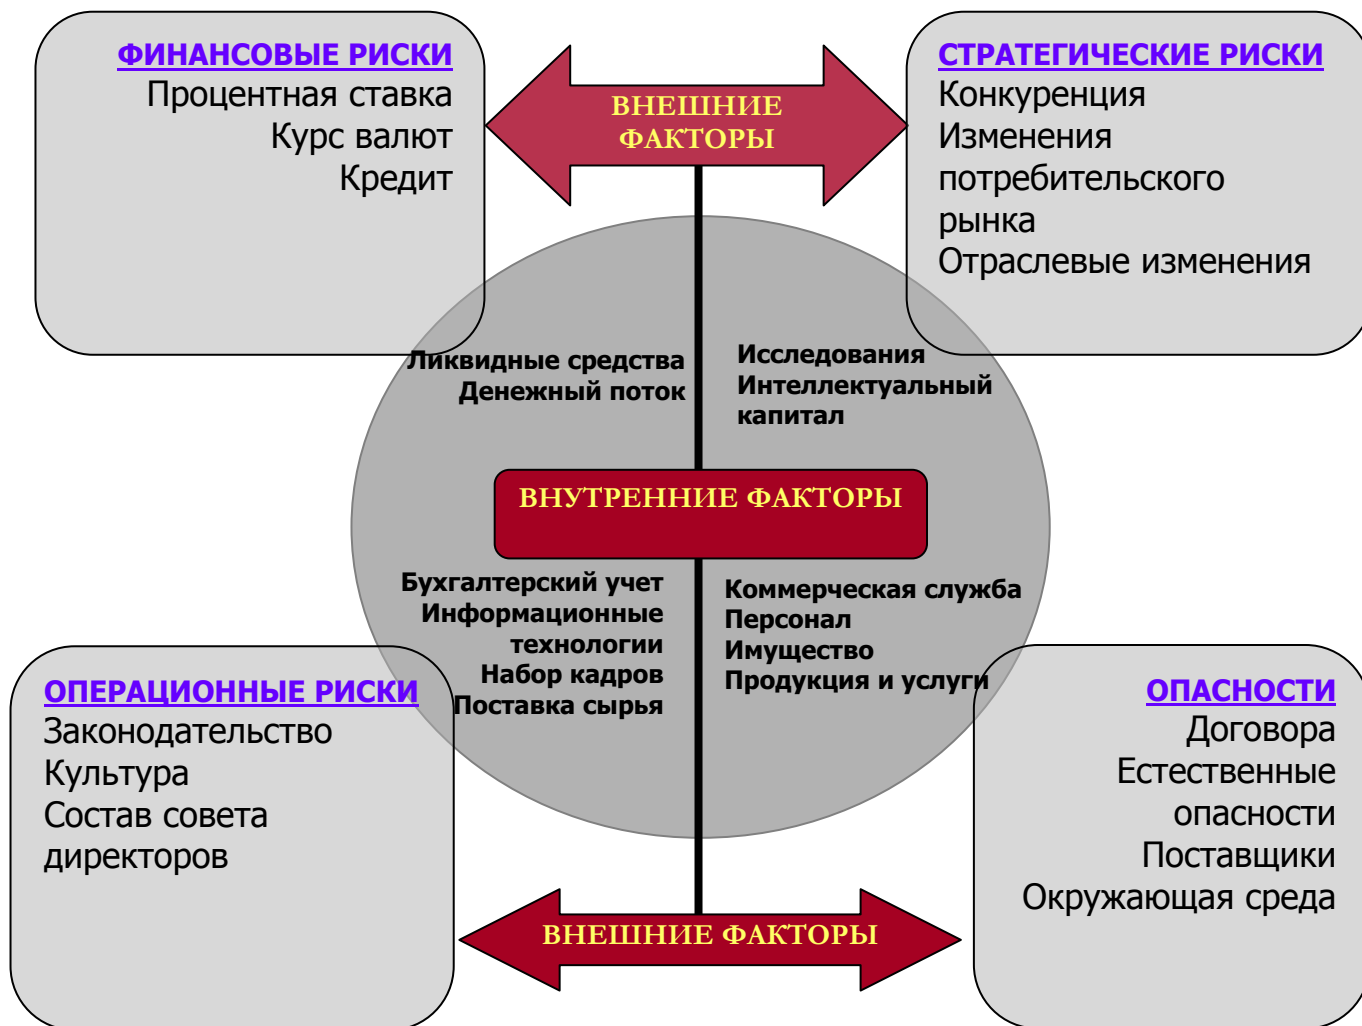 ФИНАНСОВЫЕ РИСКИ
Процентная ставка
Курс валют
Кредит
ВНЕШНИЕ
ФАКТОРЫ
СТРАТЕГИЧЕСКИЕ РИСКИ
Конкуренция
Изменения
потребительского
рынка
Отраслевые изменения
Ликвидные средства
Денежный поток
Исследования
Интеллектуальный
капитал
ВНУТРЕННИЕ ФАКТОРЫ
Бухгалтерский учет
Информационные
технологии
Набор кадров
Поставка сырья
Коммерческая служба
Персонал
Имущество
Продукция и услуги
ОПЕРАЦИОННЫЕ РИСКИ
Законодательство
Культура
Состав совета
директоров
ОПАСНОСТИ
Договора
Естественные
опасности
Поставщики
Окружающая среда
ВНЕШНИЕ ФАКТОРЫ